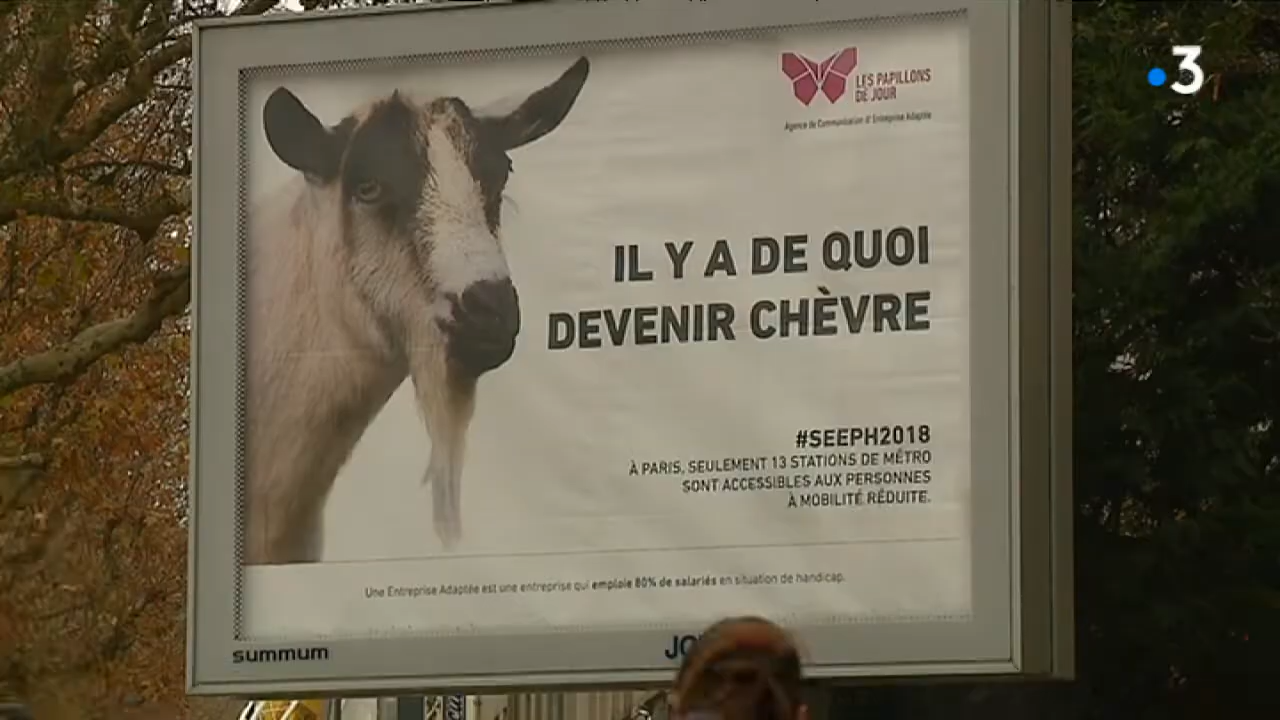 3
LES PAPILLONS
DE JOUR
Agence de Communication & Entreprise Adaptée
IL Y A DE QUOI
DEVENIR CHÈVRE
#SEEPH2018
À PARIS, SEULEMENT 13 STATIONS DE MÉTRO
SONT ACCESSIBLES AUX PERSONNES
À MOBILITÉ RÉDUITE.
Une Entreprise Adaptée est une entreprise qui emploie 80% de salariés en situation de handicap.
summum